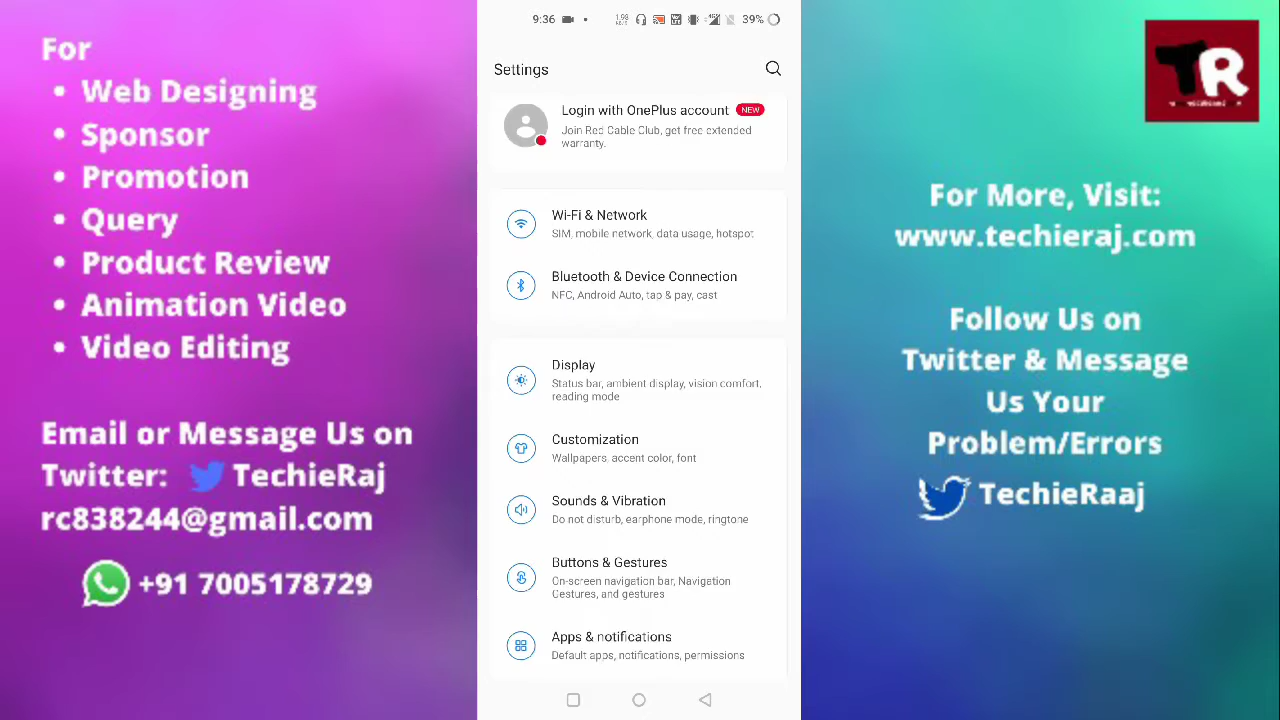 For
• Web Designing
• Sponsor
• Promotion
• Query
• Product Review
• Animation Video
• Video Editing
Email or Message Us on
Twitter: TechieRaj
rc838244@gmail.com
+91 7005178729
9:36
1.98
KB/S
4G
39%
Settings
Login with OnePlus account NEW
Join Red Cable Club, get free extended
warranty.
Wi-Fi & Network
SIM, mobile network, data usage, hotspot
Bluetooth & Device Connection
NFC, Android Auto, tap & pay, cast
Display
Status bar, ambient display, vision comfort,
reading mode
Customization
Wallpapers, accent color, font
Sounds & Vibration
Do not disturb, earphone mode, ringtone
Buttons & Gestures
On-screen navigation bar, Navigation
Gestures, and gestures
Apps & notifications
Default apps, notifications, permissions
TR
For More, Visit:
www.techieraj.com
Follow Us on
Twitter & Message
Us Your
Problem/Errors
TechieRaaj